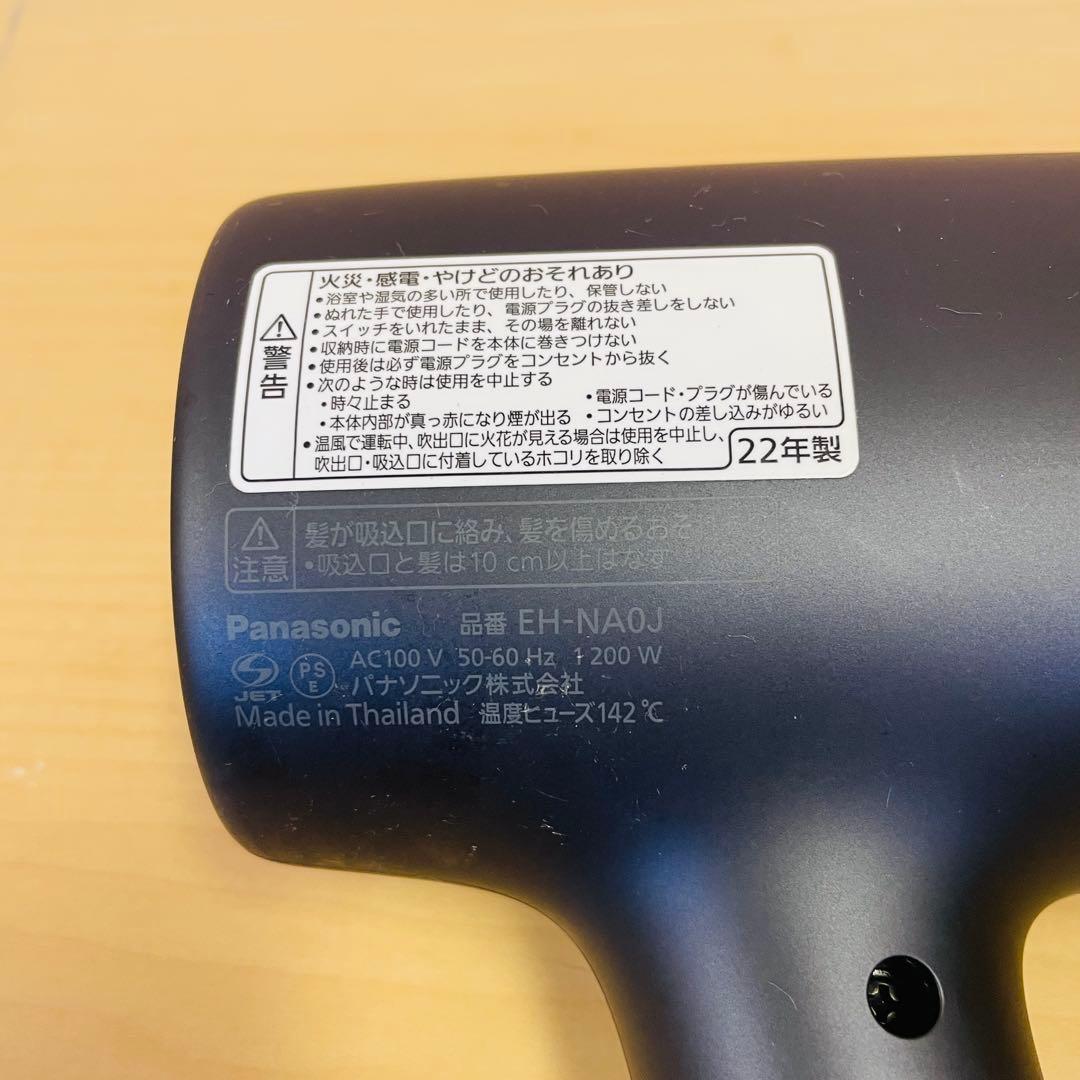 警告
火災・感電・やけどのおそれあり
•浴室や湿気の多い所で使用したり、保管しない
•ぬれた手で使用したり、電源プラグの抜き差しをしない
•スイッチをいれたまま、その場を離れない
•収納時に電源コードを本体に巻きつけない
•使用後は必ず電源プラグをコンセントから抜く
•次のような時は使用を中止する
•時々止まる
•電源コード・プラグが傷んでいる
•本体内部が真っ赤になり煙が出る
•コンセントの差し込みがゆるい
•温風で運転中、吹出口に火花が見える場合は使用を中止し、
吹出口・吸込口に付着しているホコリを取り除く
22年製
注意
髪が吸込口に絡み、髪を傷めるおそ
•吸込口と髪は10 cm以上はなす
Panasonic 品番 EH-NA0J
JET PS E AC100 V 50-60 Hz 1 200 W
パナソニック株式会社
Made in Thailand 温度ヒューズ142℃